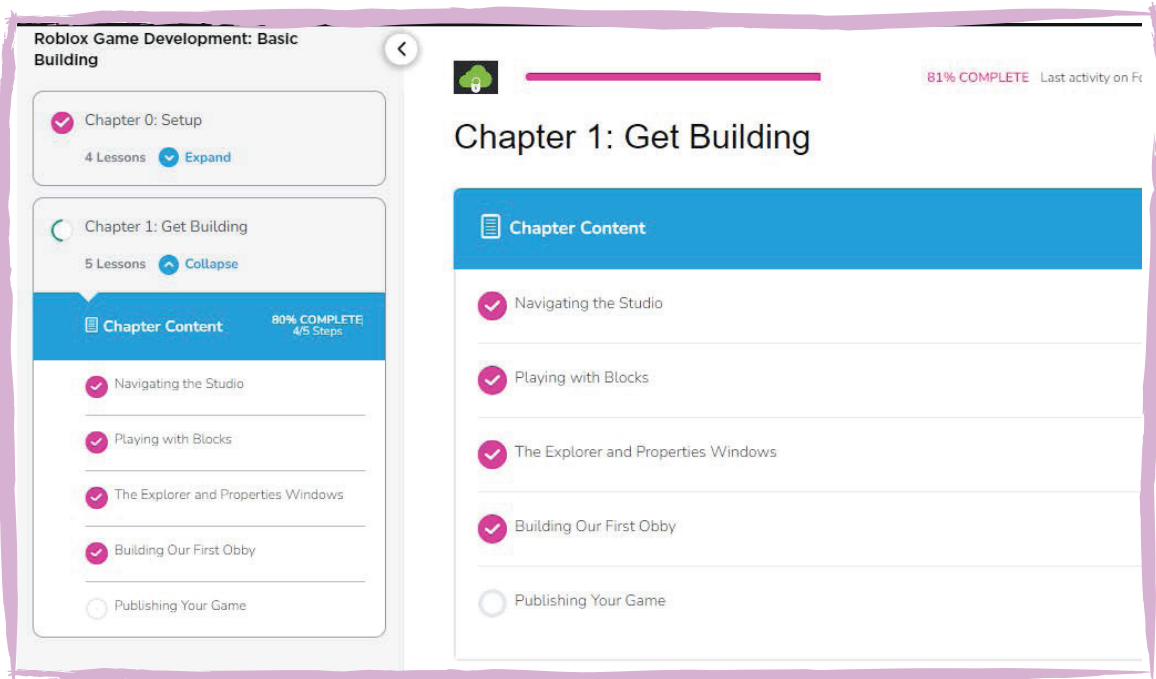 Roblox Game Development: Basic
Building
Chapter 0: Setup
4 Lessons Expand
Chapter 1: Get Building
5 Lessons Collapse
Chapter Content
80% COMPLETE
4/5 Steps
Navigating the Studio
Playing with Blocks
The Explorer and Properties Windows
Building Our First Obby
Publishing Your Game
81% COMPLETE Last activity on
Chapter 1: Get Building
Chapter Content
Navigating the Studio
Playing with Blocks
The Explorer and Properties Windows
Building Our First Obby
Publishing Your Game